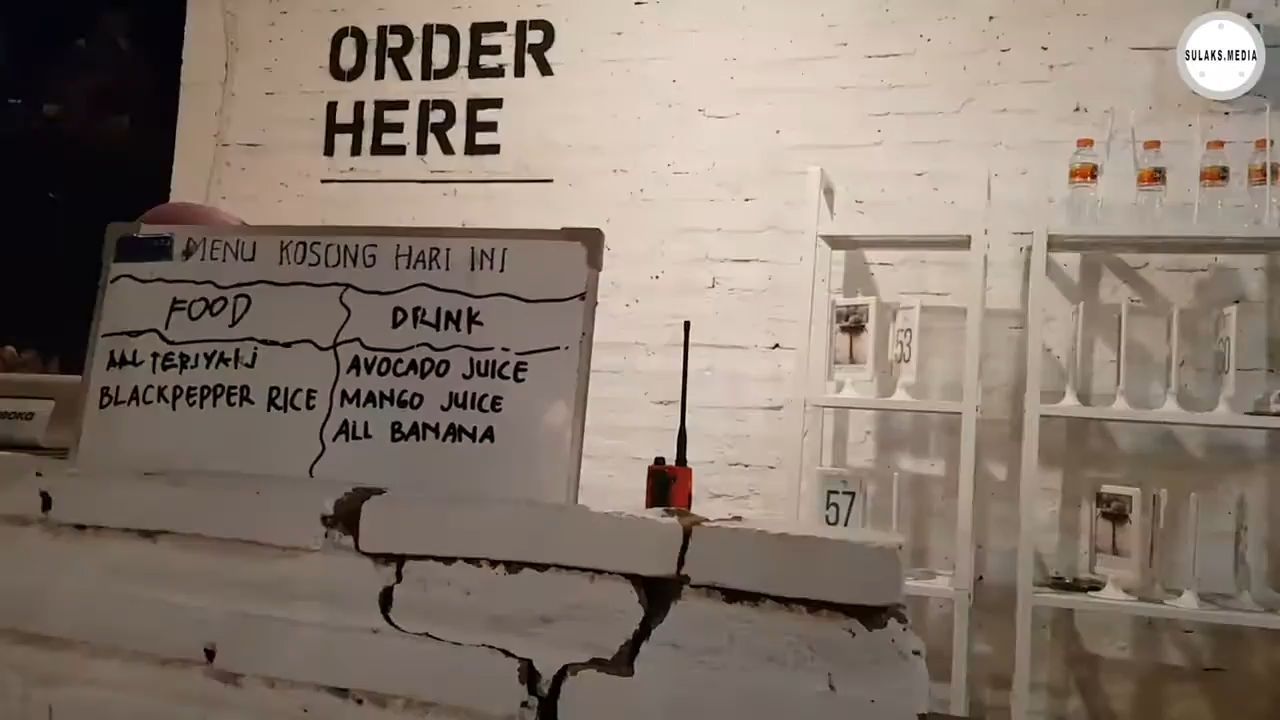 ORDER
HERE
SULAKS.MEDIA
MENU KOSONG HARI INI
FOOD
DRINK
ALL TERIYAKI
BLACKPEPPER RICE
AVOCADO JUICE
MANGO JUICE
ALL BANANA
53
57